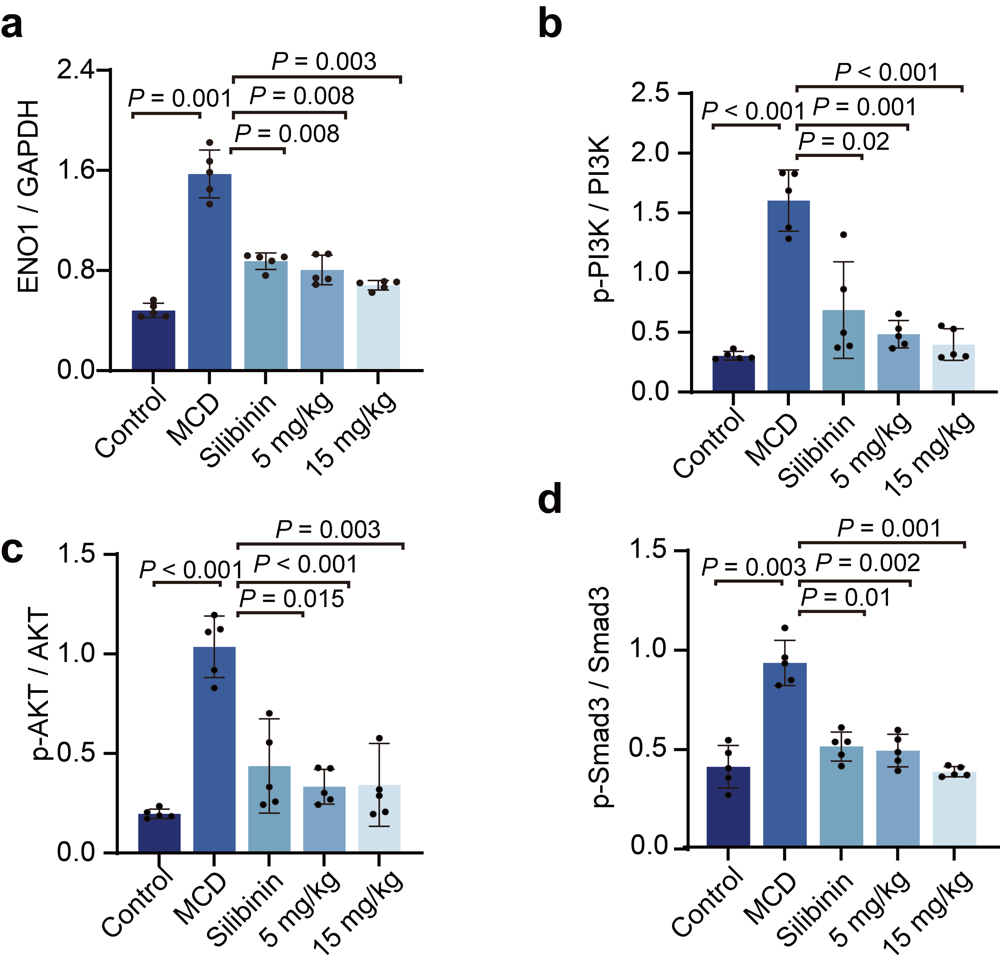 a
P = 0.003
P = 0.001
P = 0.008
P = 0.008
ENO1 / GAPDH
2.4
1.6
0.8
0.0
Control
MCD
Silibinin
5 mg/kg
15 mg/kg
b
P < 0.001
P < 0.001
P = 0.001
P = 0.02
p-PI3K / PI3K
2.5
2.0
1.5
1.0
0.5
0.0
Control
MCD
Silibinin
5 mg/kg
15 mg/kg
c
P = 0.003
P < 0.001
P < 0.001
P = 0.015
p-AKT / AKT
1.5
1.0
0.5
0.0
Control
MCD
Silibinin
5 mg/kg
15 mg/kg
d
P = 0.001
P = 0.003
P = 0.002
P = 0.01
p-Smad3 / Smad3
1.5
1.0
0.5
0.0
Control
MCD
Silibinin
5 mg/kg
15 mg/kg